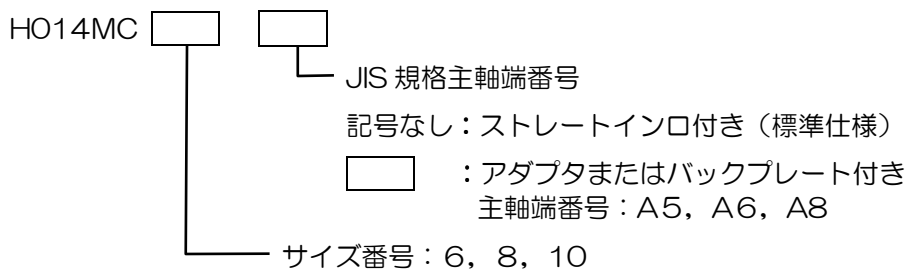 HO14MC
JIS 規格主軸端番号
記号なし：ストレートインロ付き（標準仕様）
：アダプタまたはバックプレート付き
主軸端番号：A5，A6，A8
サイズ番号：6，8，10